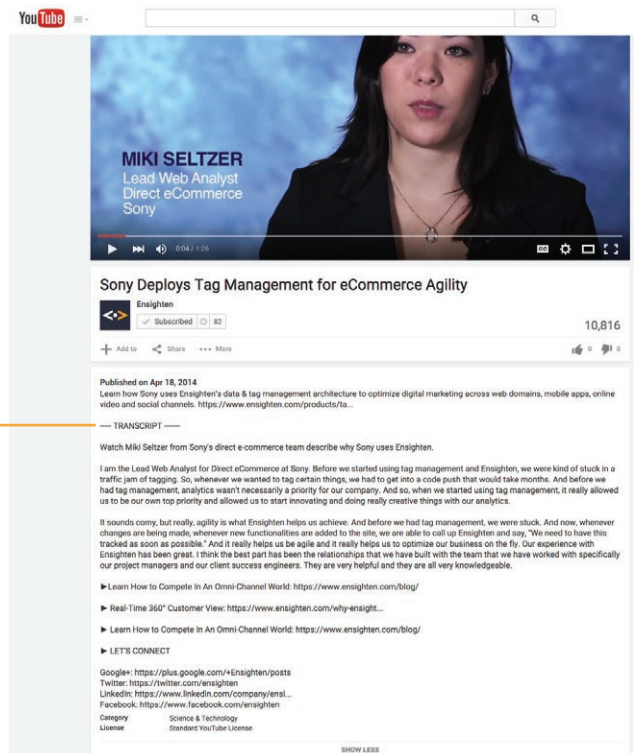 You Tube
MIKI SELTZER
Lead Web Analyst
Direct eCommerce
Sony
0:04 / 1:26
CC
Sony Deploys Tag Management for eCommerce Agility
Ensighten
Subscribed 82
10,816
Add to Share More
0 0
Published on Apr 18, 2014
Learn how Sony uses Ensighten's data & tag management architecture to optimize digital marketing across web domains, mobile apps, online
video and social channels. https://www.ensighten.com/products/ta...
---- TRANSCRIPT -----
Watch Miki Seltzer from Sony's direct e-commerce team describe why Sony uses Ensighten.
I am the Lead Web Analyst for Direct eCommerce at Sony. Before we started using tag management and Ensighten, we were kind of stuck in a
traffic jam of tagging. So, whenever we wanted to tag certain things, we had to get into a code push that would take months. And before we
had tag management, analytics wasn't necessarily a priority for our company. And so, when we started using tag management, it really allowed
us to be our own top priority and allowed us to start innovating and doing really creative things with our analytics.
It sounds corny, but really, agility is what Ensighten helps us achieve. And before we had tag management, we were stuck. And now, whenever
changes are being made, whenever new functionalities are added to the site, we are able to call up Ensighten and say, "We need to have this
tracked as soon as possible." And it really helps us be agile and it really helps us to optimize our business on the fly. Our experience with
Ensighten has been great. I think the best part has been the relationships that we have built with the team that we have worked with specifically
our project managers and our client success engineers. They are very helpful and they are all very knowledgeable.
►Learn How to Compete In An Omni-Channel World: https://www.ensighten.com/blog/
► Real-Time 360° Customer View: https://www.ensighten.com/why-ensight...
► Learn How to Compete In An Omni-Channel World: https://www.ensighten.com/blog/
► LET'S CONNECT
Google+: https://plus.google.com/+Ensighten/posts
Twitter: https://twitter.com/ensighten
LinkedIn: https://www.linkedin.com/company/ensi...
Facebook: https://www.facebook.com/ensighten
Category Science & Technology
License Standard YouTube License
SHOW LESS